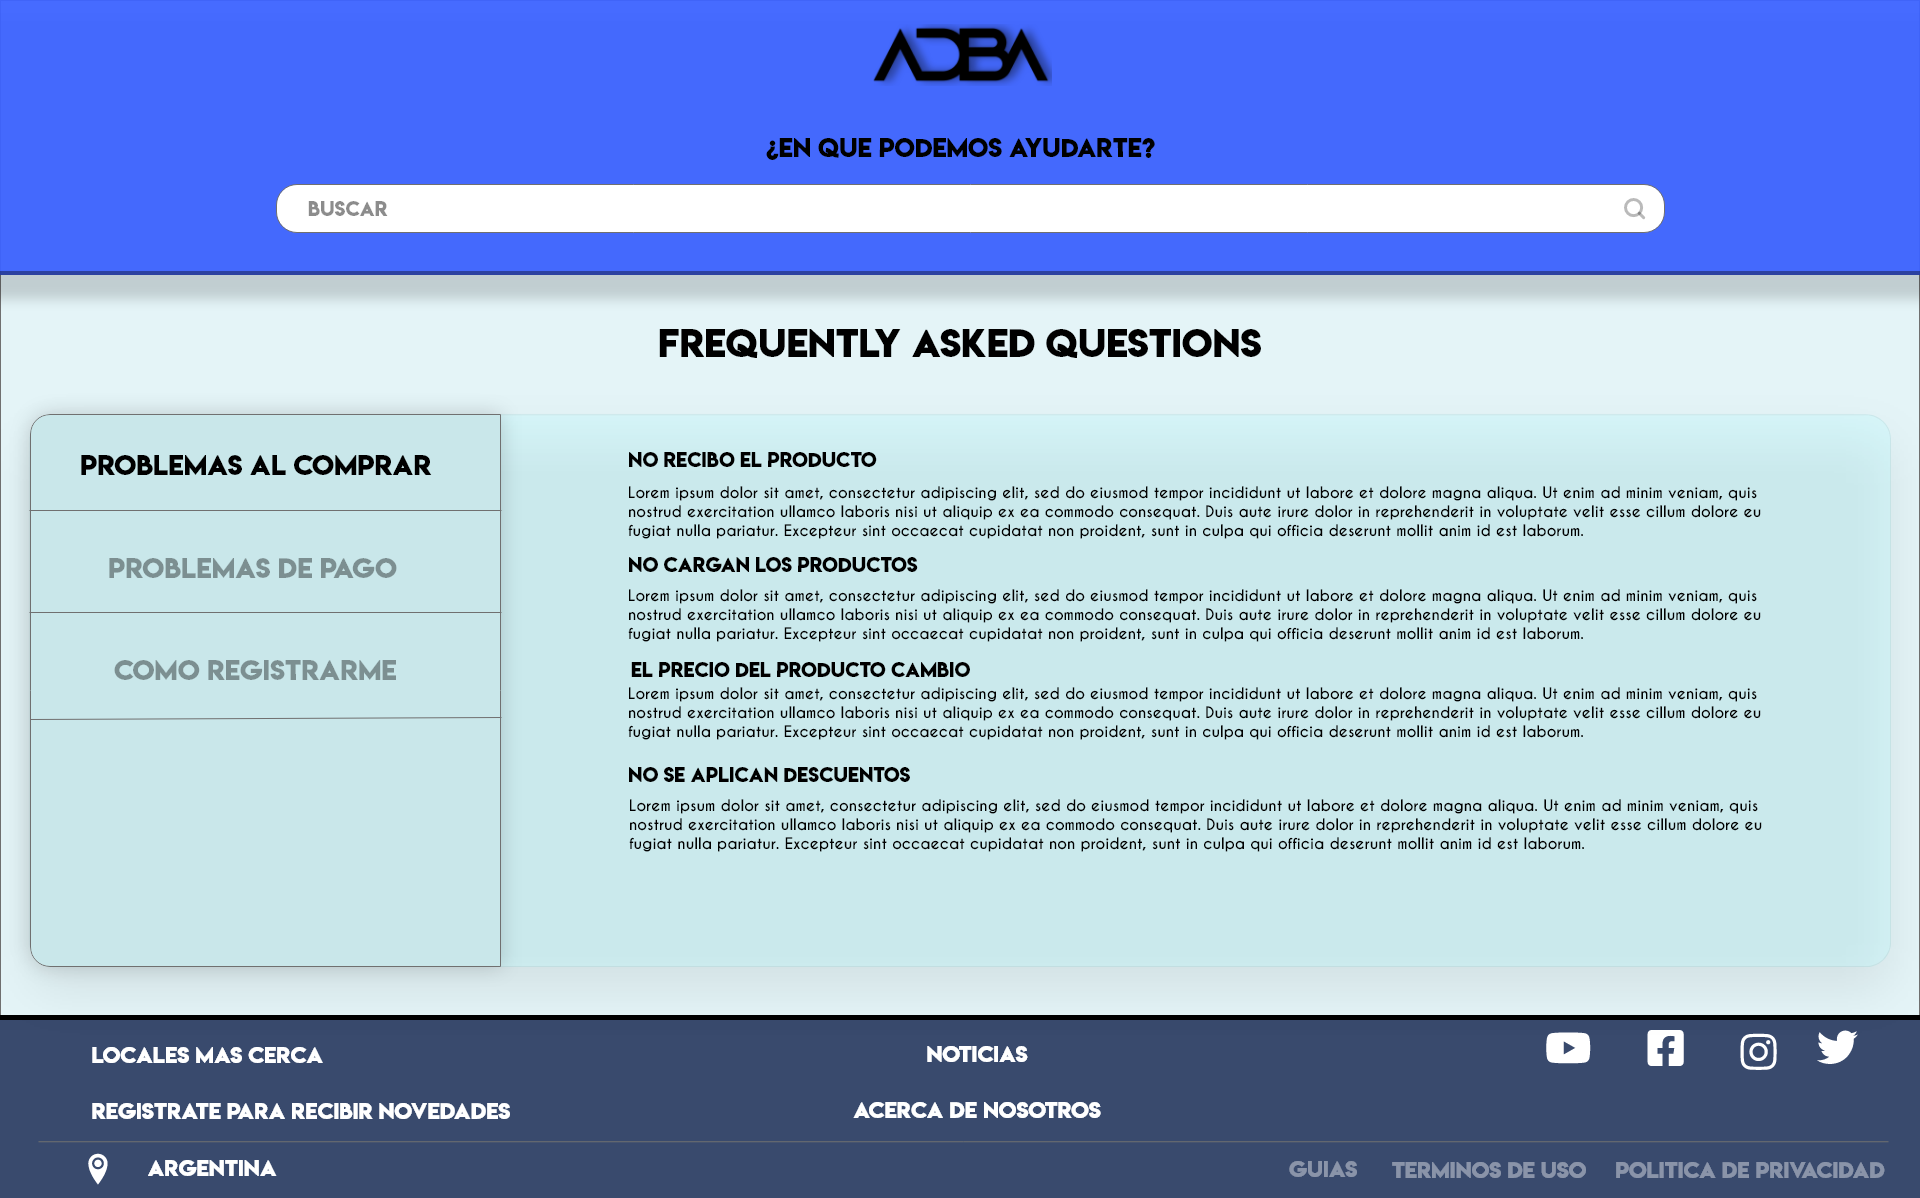 ADBA
¿EN QUE PODEMOS AYUDARTE?
BUSCAR
FREQUENTLY ASKED QUESTIONS
PROBLEMAS AL COMPRAR
PROBLEMAS DE PAGO
COMO REGISTRARME
NO RECIBO EL PRODUCTO
Lorem ipsum dolor sit amet, consectetur adipiscing elit, sed do eiusmod tempor incididunt ut labore et dolore magna aliqua. Ut enim ad minim veniam, quis
nostrud exercitation ullamco laboris nisi ut aliquip ex ea commodo consequat. Duis aute irure dolor in reprehenderit in voluptate velit esse cillum dolore eu
fugiat nulla pariatur. Excepteur sint occaecat cupidatat non proident, sunt in culpa qui officia deserunt mollit anim id est laborum.
NO CARGAN LOS PRODUCTOS
Lorem ipsum dolor sit amet, consectetur adipiscing elit, sed do eiusmod tempor incididunt ut labore et dolore magna aliqua. Ut enim ad minim veniam, quis
nostrud exercitation ullamco laboris nisi ut aliquip ex ea commodo consequat. Duis aute irure dolor in reprehenderit in voluptate velit esse cillum dolore eu
fugiat nulla pariatur. Excepteur sint occaecat cupidatat non proident, sunt in culpa qui officia deserunt mollit anim id est laborum.
EL PRECIO DEL PRODUCTO CAMBIO
Lorem ipsum dolor sit amet, consectetur adipiscing elit, sed do eiusmod tempor incididunt ut labore et dolore magna aliqua. Ut enim ad minim veniam, quis
nostrud exercitation ullamco laboris nisi ut aliquip ex ea commodo consequat. Duis aute irure dolor in reprehenderit in voluptate velit esse cillum dolore eu
fugiat nulla pariatur. Excepteur sint occaecat cupidatat non proident, sunt in culpa qui officia deserunt mollit anim id est laborum.
NO SE APLICAN DESCUENTOS
Lorem ipsum dolor sit amet, consectetur adipiscing elit, sed do eiusmod tempor incididunt ut labore et dolore magna aliqua. Ut enim ad minim veniam, quis
nostrud exercitation ullamco laboris nisi ut aliquip ex ea commodo consequat. Duis aute irure dolor in reprehenderit in voluptate velit esse cillum dolore eu
fugiat nulla pariatur. Excepteur sint occaecat cupidatat non proident, sunt in culpa qui officia deserunt mollit anim id est laborum.
LOCALES MAS CERCA
NOTICIAS
REGISTRATE PARA RECIBIR NOVEDADES
ACERCA DE NOSOTROS
ARGENTINA
GUIAS
TERMINOS DE USO
POLITICA DE PRIVACIDAD